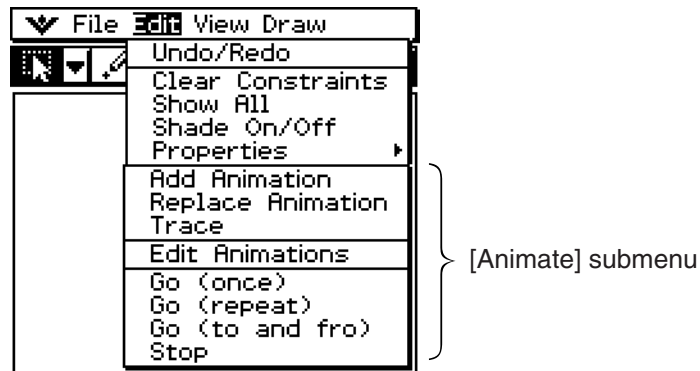 File Edit View Draw
Undo/Redo
Clear Constraints
Show All
Shade On/Off
Properties
Add Animation
Replace Animation
Trace
Edit Animations
Go (once)
Go (repeat)
Go (to and fro)
Stop
[Animate] submenu